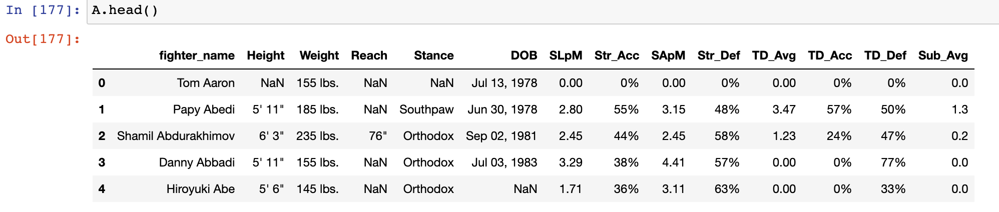 In [177]: A.head()
Out[177]:
fighter_name Height Weight Reach Stance DOB SLpM Str_Acc SApM Str_Def TD_Avg TD_Acc TD_Def Sub_Avg
0 Tom Aaron NaN 155 lbs. NaN NaN Jul 13, 1978 0.00 0% 0.00 0% 0.00 0% 0% 0.0
1 Papy Abedi 5' 11" 185 lbs. NaN Southpaw Jun 30, 1978 2.80 55% 3.15 48% 3.47 57% 50% 1.3
2 Shamil Abdurakhimov 6' 3" 235 lbs. 76" Orthodox Sep 02, 1981 2.45 44% 2.45 58% 1.23 24% 47% 0.2
3 Danny Abbadi 5' 11" 155 lbs. NaN Orthodox Jul 03, 1983 3.29 38% 4.41 57% 0.00 0% 77% 0.0
4 Hiroyuki Abe 5' 6" 145 lbs. NaN Orthodox NaN 1.71 36% 3.11 63% 0.00 0% 33% 0.0